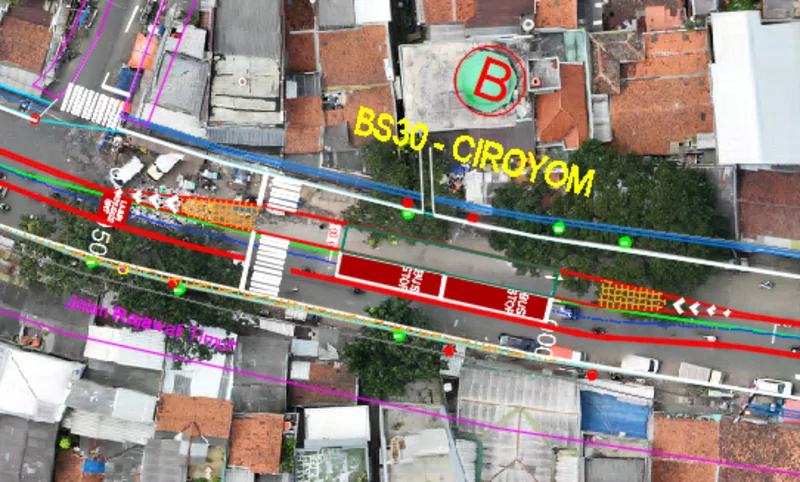 B
BS30 - CIROYOM
BUS
STOP
BUS
STOP
Jalan Rajawali Timur